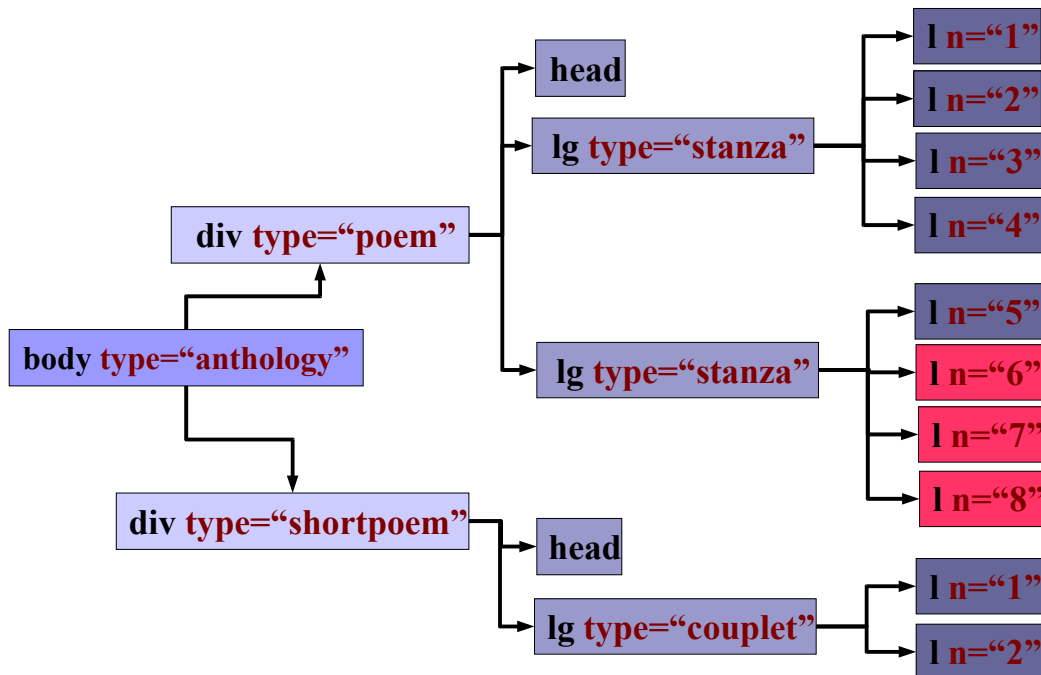 l n=“1”
head
l n=“2”
lg type=“stanza”
l n=“3”
l n=“4”
div type=“poem”
l n=“5”
body type=“anthology”
lg type=“stanza”
l n=“6”
l n=“7”
l n=“8”
div type=“shortpoem”
head
l n=“1”
lg type=“couplet”
l n=“2”